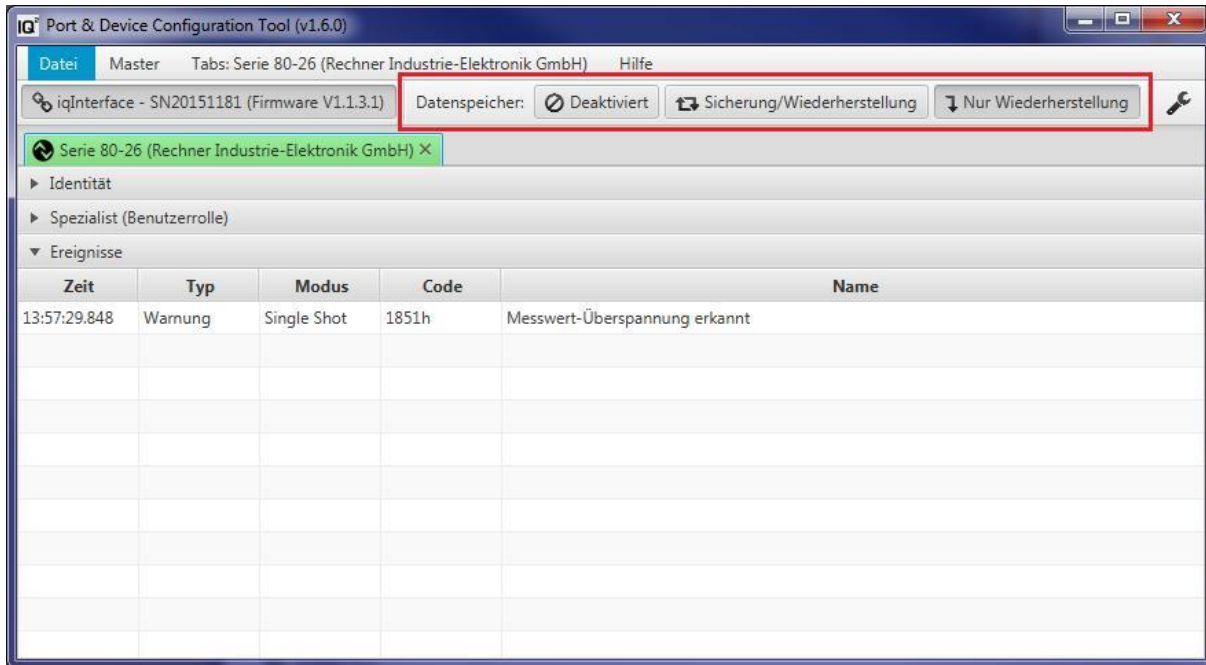 IQ² Port & Device Configuration Tool (v1.6.0)
Datei Master Tabs: Serie 80-26 (Rechner Industrie-Elektronik GmbH) Hilfe
iqInterface - SN20151181 (Firmware V1.1.3.1) Datenspeicher: Deaktiviert Sicherung/Wiederherstellung Nur Wiederherstellung
Serie 80-26 (Rechner Industrie-Elektronik GmbH)
Identität
Spezialist (Benutzerrolle)
Ereignisse
Zeit Typ Modus Code Name
13:57:29.848 Warnung Single Shot 1851h Messwert-Überspannung erkannt